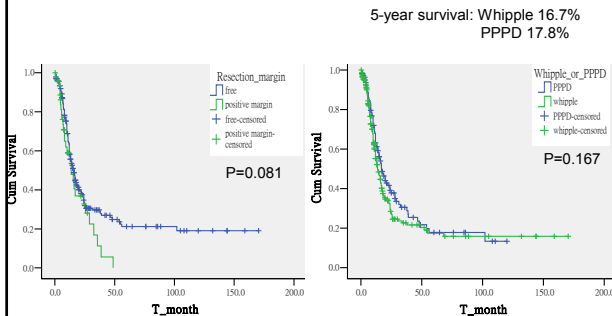 5-year survival: Whipple 16.7%
PPPD 17.8%
Resection_margin
free
positive margin
free-censored
positive margin-
censored
P=0.081
Cum Survival
1.0
0.8
0.6
0.4
0.2
0.0
0.0
50.0
100.0
150.0
200.0
T_month
Whipple_or_PPPD
PPPD
whipple
PPPD-censored
whipple-censored
P=0.167
Cum Survival
1.0
0.8
0.6
0.4
0.2
0.0
0.0
50.0
100.0
150.0
200.0
T_month